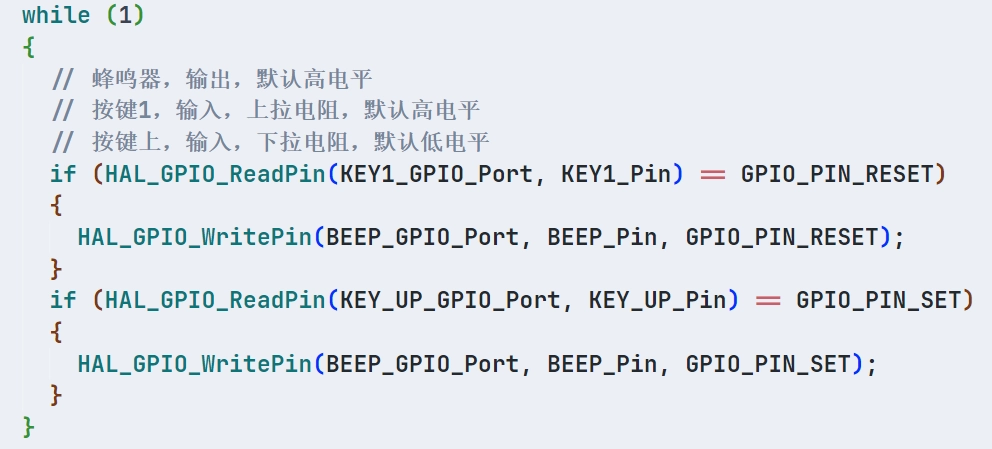 while (1)
{
  // 蜂鸣器，输出，默认高电平
  // 按键1，输入，上拉电阻，默认高电平
  // 按键上，输入，下拉电阻，默认低电平
  if (HAL_GPIO_ReadPin(KEY1_GPIO_Port, KEY1_Pin) == GPIO_PIN_RESET)
  {
    HAL_GPIO_WritePin(BEEP_GPIO_Port, BEEP_Pin, GPIO_PIN_RESET);
  }
  if (HAL_GPIO_ReadPin(KEY_UP_GPIO_Port, KEY_UP_Pin) == GPIO_PIN_SET)
  {
    HAL_GPIO_WritePin(BEEP_GPIO_Port, BEEP_Pin, GPIO_PIN_SET);
  }
}